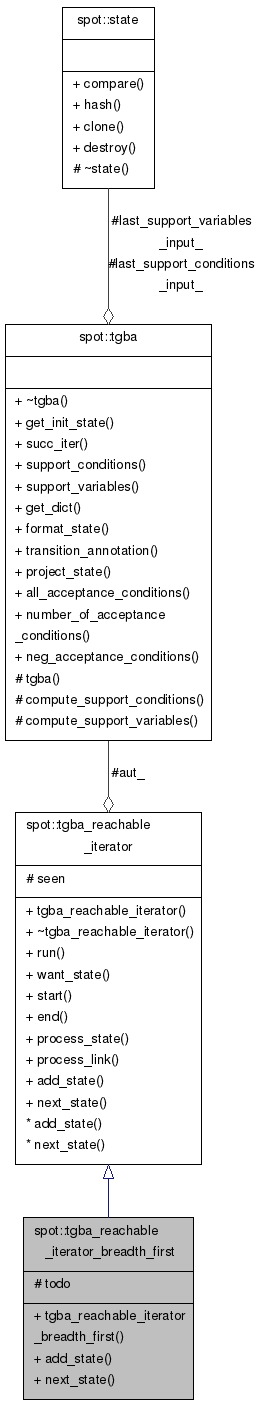 spot::state
+ compare()
+ hash()
+ clone()
+ destroy()
# ~state()
#last_support_variables
_input_
#last_support_conditions
_input_
spot::tgba
+ ~tgba()
+ get_init_state()
+ succ_iter()
+ support_conditions()
+ support_variables()
+ get_dict()
+ format_state()
+ transition_annotation()
+ project_state()
+ all_acceptance_conditions()
+ number_of_acceptance
_conditions()
+ neg_acceptance_conditions()
# tgba()
# compute_support_conditions()
# compute_support_variables()
#aut_
spot::tgba_reachable
_iterator
# seen
+ tgba_reachable_iterator()
+ ~tgba_reachable_iterator()
+ run()
+ want_state()
+ start()
+ end()
+ process_state()
+ process_link()
+ add_state()
+ next_state()
* add_state()
* next_state()
spot::tgba_reachable
_iterator_breadth_first
# todo
+ tgba_reachable_iterator
_breadth_first()
+ add_state()
+ next_state()